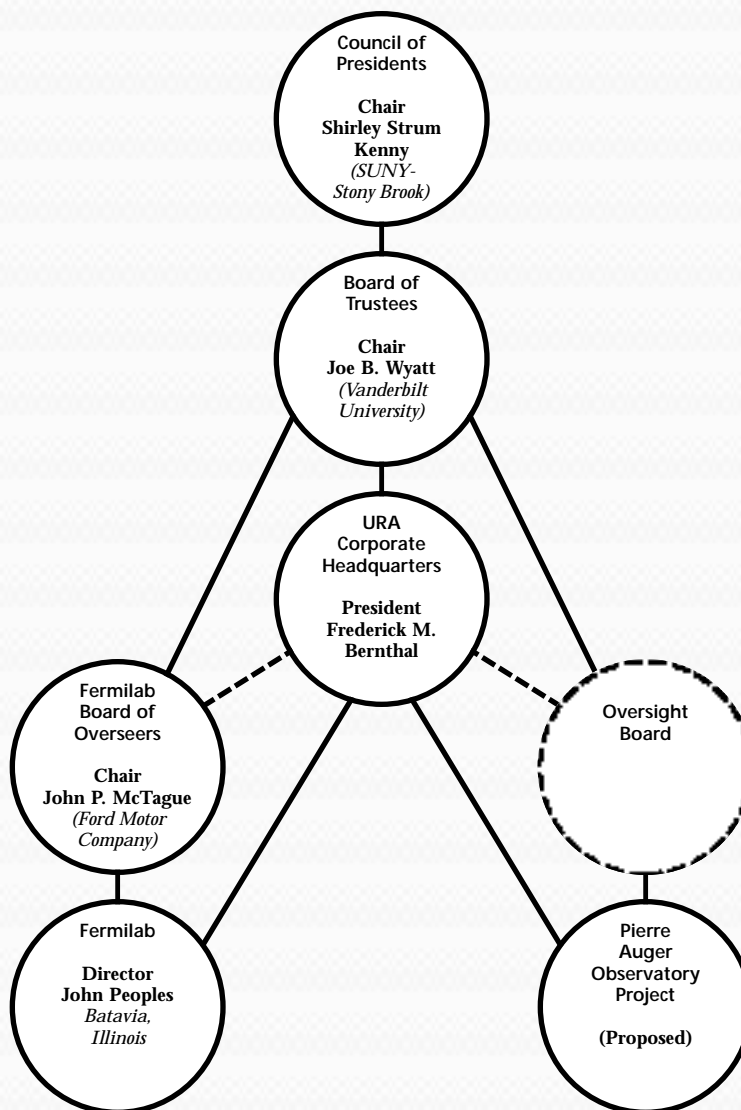 Council of
Presidents
Chair
Shirley Strum
Kenny
(SUNY-
Stony Brook)
Board of
Trustees
Chair
Joe B. Wyatt
(Vanderbilt
University)
URA
Corporate
Headquarters
President
Frederick M.
Bernthal
Fermilab
Board of
Overseers
Chair
John P. McTague
(Ford Motor
Company)
Oversight
Board
Fermilab
Director
John Peoples
Batavia,
Illinois
Pierre
Auger
Observatory
Project
(Proposed)